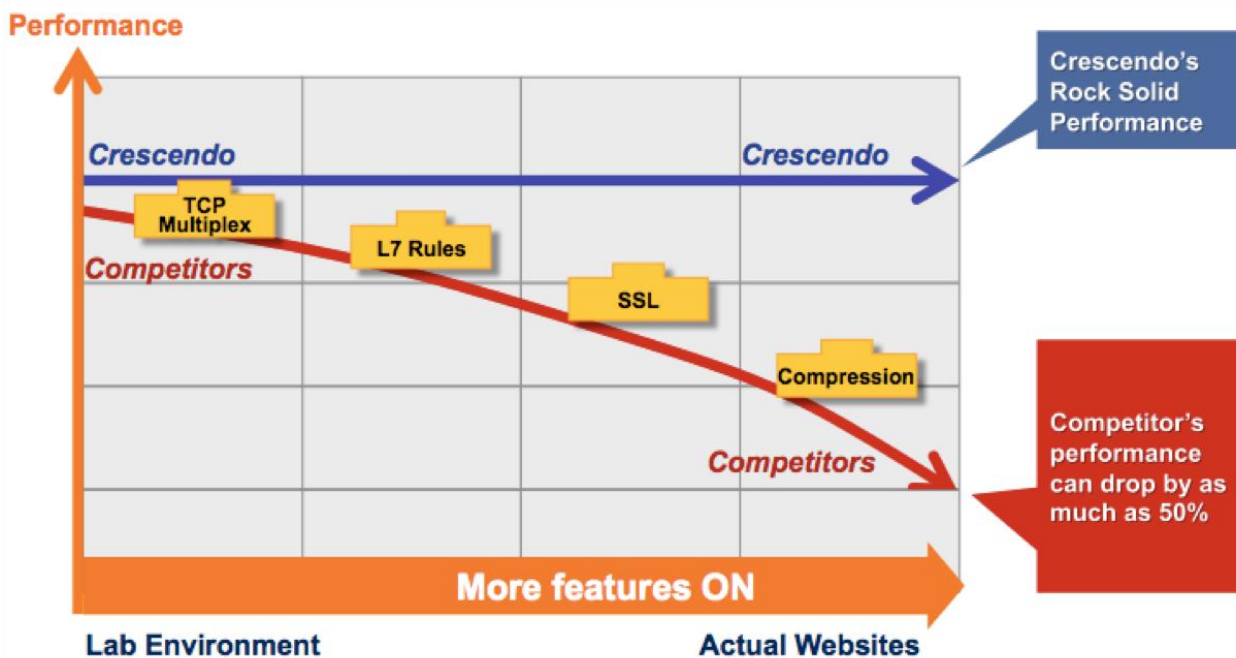 Performance
Crescendo's
Rock Solid
Performance
Crescendo
Crescendo
TCP
Multiplex
L7 Rules
Competitors
SSL
Compression
Competitors
Competitor's
performance
can drop by as
much as 50%
More features ON
Lab Environment
Actual Websites